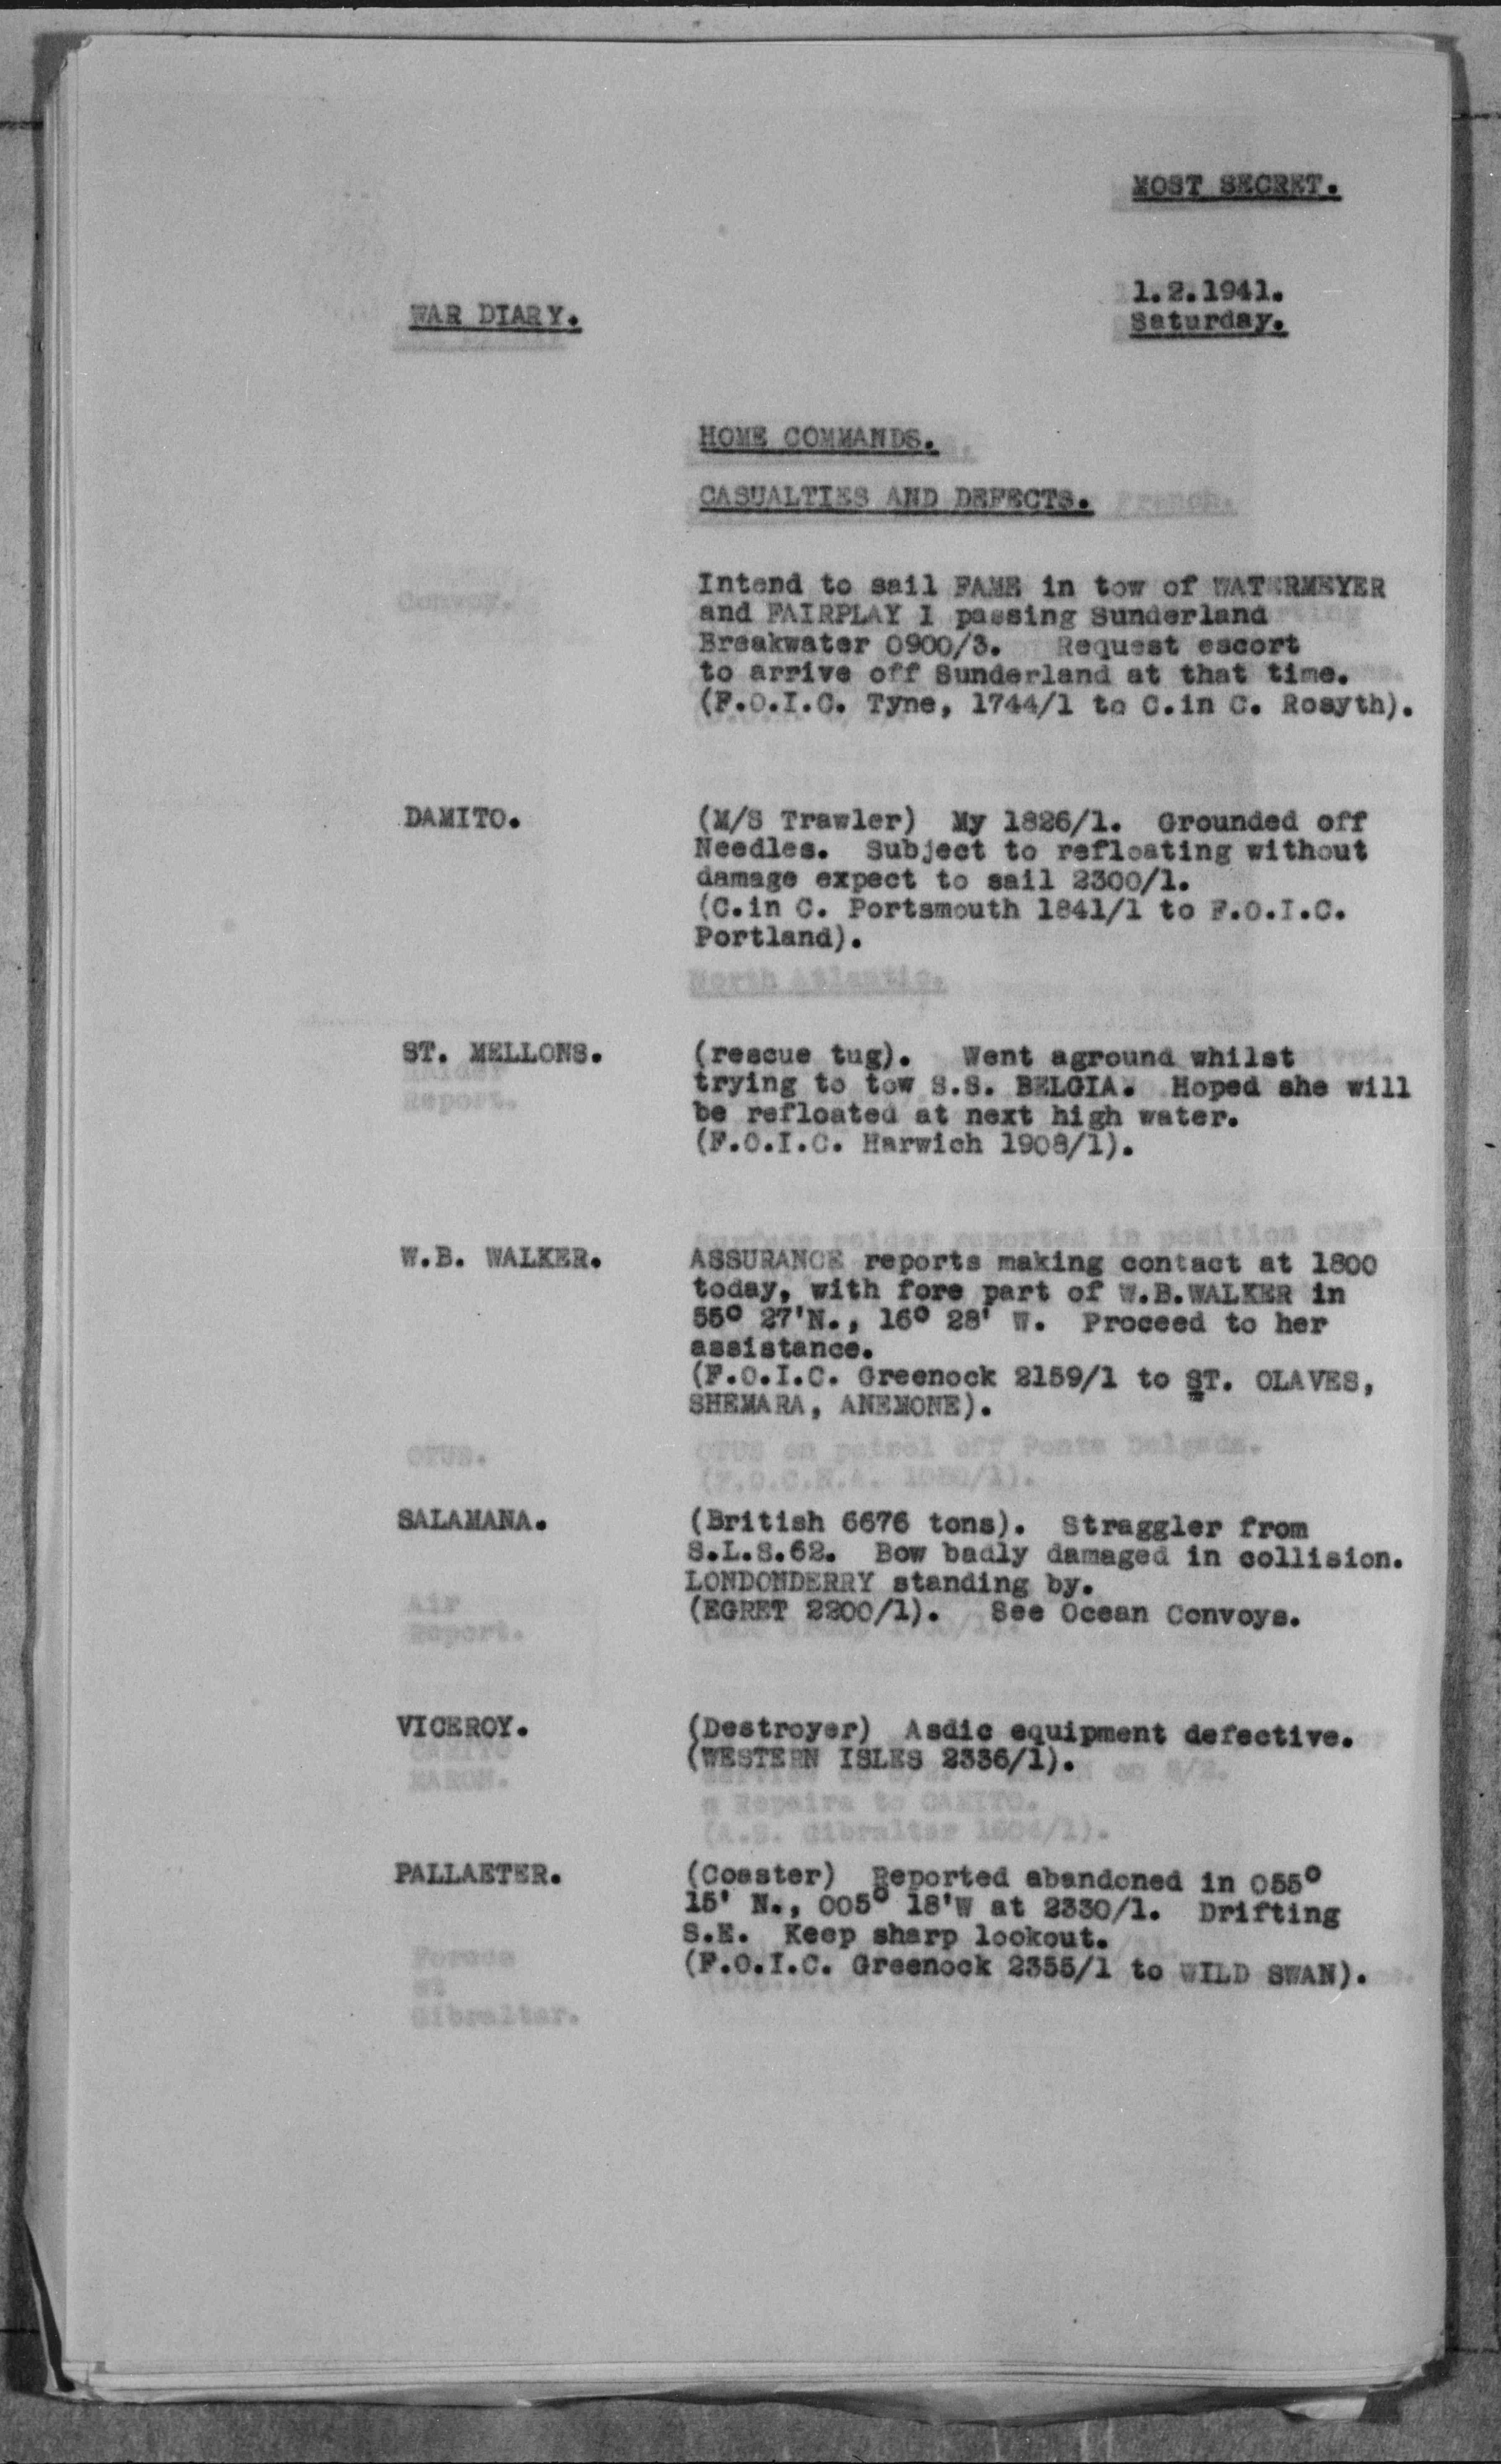 MOST SECRET.
1.2.1941.
WAR DIARY.
Saturday.
HOME COMMANDS.
CASUALTIES AND DEFECTS.
Intend to sail FAME in tow of WATERMEYER
and FAIRPLAY I passing Sunderland
Breakwater 0900/3. Request escort
to arrive off Sunderland at that time.
(F.O.I.C. Tyne, 1744/1 to C.in C. Rosyth).
DAMITO. (M/S Trawler) My 1826/1. Grounded off
Needles. Subject to refloating without
damage expect to sail 2300/1.
(C.in C. Portsmouth 1841/1 to F.O.I.C.
Portland).
North Atlantic.
ST. MELLONS. (rescue tug). Went aground whilst
trying to tow S.S. BELGIA. Hoped she will
be refloated at next high water.
(F.O.I.C. Harwich 1908/1).
W.B. WALKER. ASSURANCE reports making contact at 1800
today, with fore part of W.B.WALKER in
55° 27'N., 16° 28' W. Proceed to her
assistance.
(F.O.I.C. Greenock 2159/1 to ST. OLAVES,
SHEMARA, ANEMONE).
SALAMANA. (British 6676 tons). Straggler from
S.L.S.62. Bow badly damaged in collision.
LONDONDERRY standing by.
(EGRET 2200/1). See Ocean Convoys.
VICEROY. (Destroyer) Asdic equipment defective.
(WESTERN ISLES 2336/1).
PALLAETER. (Coaster) Reported abandoned in 055°
15' N., 005° 18'W at 2330/1. Drifting
S.E. Keep sharp lookout.
(F.O.I.C. Greenock 2355/1 to WILD SWAN).